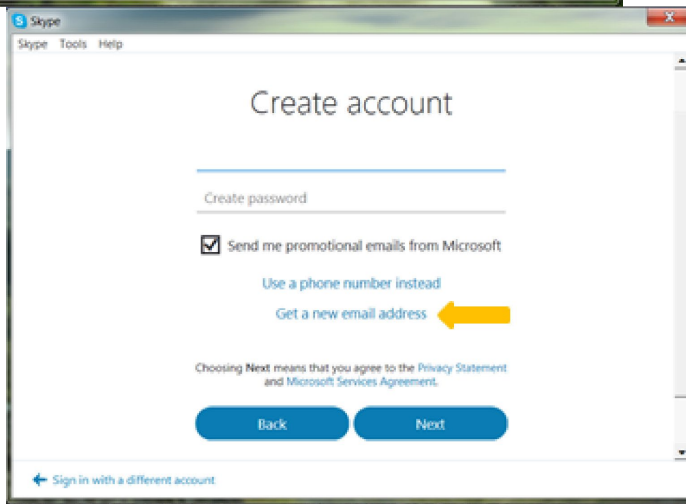 Skype
Skype Tools Help
Create account
Create password
Send me promotional emails from Microsoft
Use a phone number instead
Get a new email address
Choosing Next means that you agree to the Privacy Statement
and Microsoft Services Agreement.
Back Next
Sign in with a different account